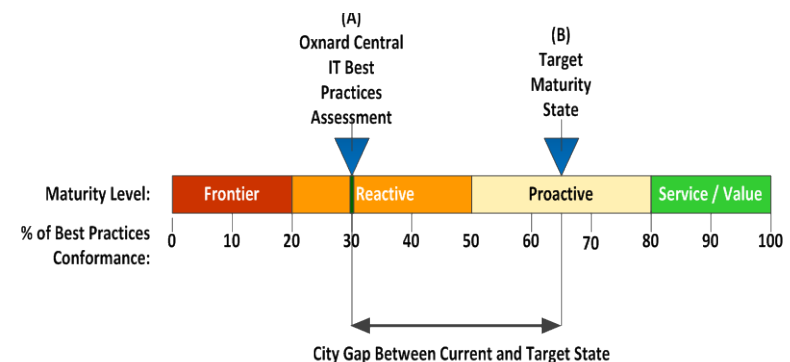 (A)
Oxnard Central
IT Best
Practices
Assessment
(B)
Target
Maturity
State
Maturity Level:
Frontier
Reactive
Proactive
Service / Value
% of Best Practices
Conformance:
0 10 20 30 40 50 60 70 80 90 100
City Gap Between Current and Target State